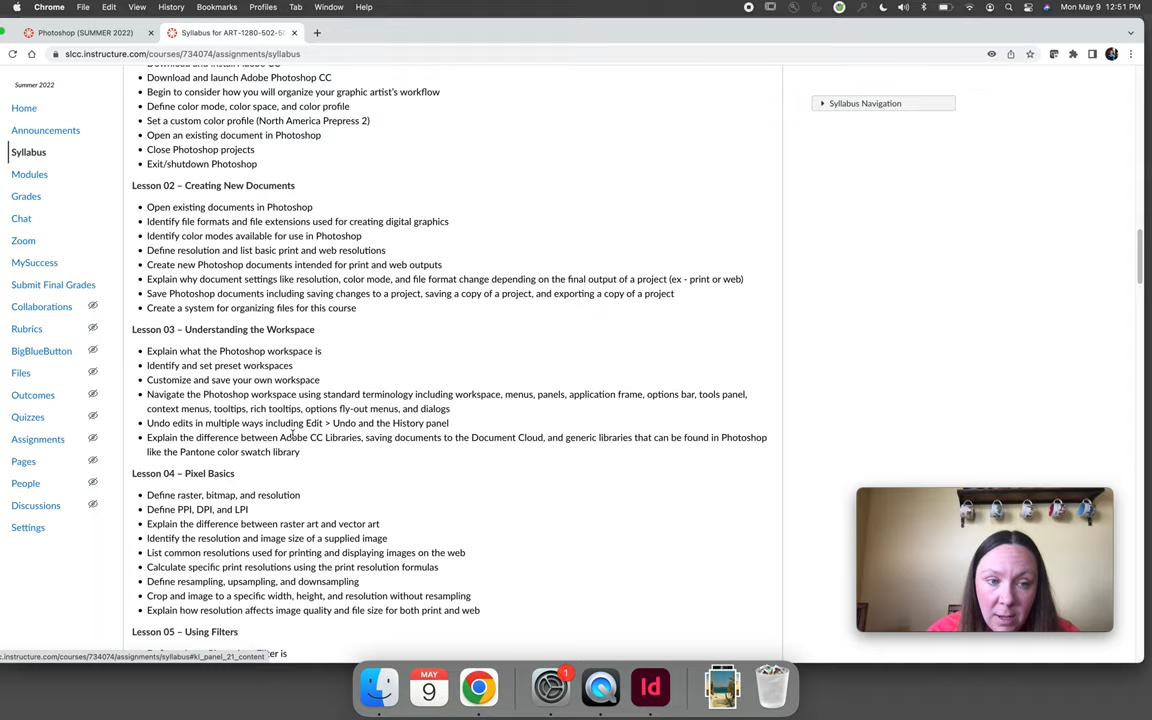 Chrome File Edit View History Bookmarks Profiles Tab Window Help Mon May 9 12:51 PM
Photoshop (SUMMER 2022) Syllabus for ART-1280-502-
slcc.instructure.com/courses/734074/assignments/syllabus
Summer 2022
Home
Announcements
Syllabus
Modules
Grades
Chat
Zoom
MySuccess
Submit Final Grades
Collaborations
Rubrics
BigBlueButton
Files
Outcomes
Quizzes
Assignments
Pages
People
Discussions
Settings
Download and install Adobe CC
Download and launch Adobe Photoshop CC
Begin to consider how you will organize your graphic artist's workflow
Define color mode, color space, and color profile
Set a custom color profile (North America Prepress 2)
Open an existing document in Photoshop
Close Photoshop projects
Exit/shutdown Photoshop
Lesson 02 – Creating New Documents
Open existing documents in Photoshop
Identify file formats and file extensions used for creating digital graphics
Identify color modes available for use in Photoshop
Define resolution and list basic print and web resolutions
Create new Photoshop documents intended for print and web outputs
Explain why document settings like resolution, color mode, and file format change depending on the final output of a project (ex - print or web)
Save Photoshop documents including saving changes to a project, saving a copy of a project, and exporting a copy of a project
Create a system for organizing files for this course
Lesson 03 – Understanding the Workspace
Explain what the Photoshop workspace is
Identify and set preset workspaces
Customize and save your own workspace
Navigate the Photoshop workspace using standard terminology including workspace, menus, panels, application frame, options bar, tools panel,
context menus, tooltips, rich tooltips, options fly-out menus, and dialogs
Undo edits in multiple ways including Edit > Undo and the History panel
Explain the difference between Adobe CC Libraries, saving documents to the Document Cloud, and generic libraries that can be found in Photoshop
like the Pantone color swatch library
Lesson 04 – Pixel Basics
Define raster, bitmap, and resolution
Define PPI, DPI, and LPI
Explain the difference between raster art and vector art
Identify the resolution and image size of a supplied image
List common resolutions used for printing and displaying images on the web
Calculate specific print resolutions using the print resolution formulas
Define resampling, upsampling, and downsampling
Crop and image to a specific width, height, and resolution without resampling
Explain how resolution affects image quality and file size for both print and web
Lesson 05 – Using Filters
Syllabus Navigation
c.instructure.com/courses/734074/assignments/syllabus#kl_panel_21_content
1
MAY
9
Id